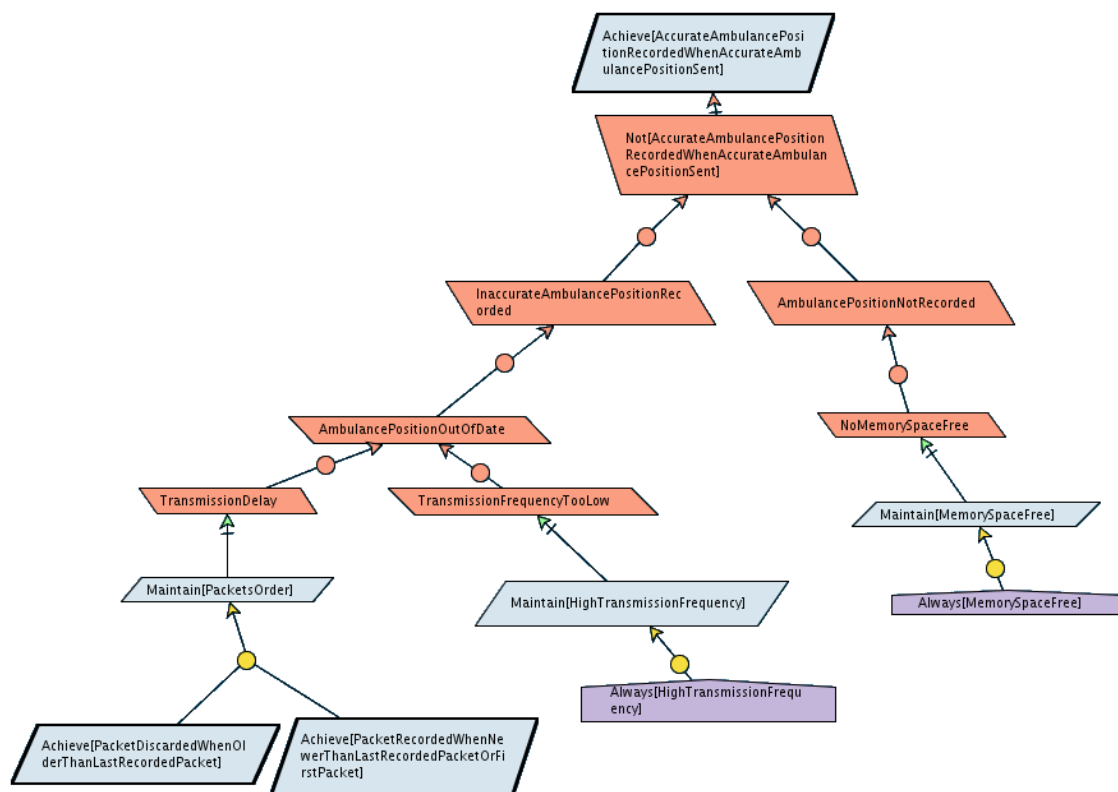 Achieve[AccurateAmbulancePosi
tionRecordedWhenAccurateAmb
ulancePositionSent]
Not[AccurateAmbulancePosition
RecordedWhenAccurateAmbulan
cePositionSent]
InaccurateAmbulancePositionRec
orded
AmbulancePositionNotRecorded
AmbulancePositionOutOfDate
NoMemorySpaceFree
TransmissionDelay
TransmissionFrequencyTooLow
Maintain[MemorySpaceFree]
Maintain[PacketsOrder]
Maintain[HighTransmissionFrequency]
Always[MemorySpaceFree]
Always[HighTransmissionFrequ
ency]
Achieve[PacketDiscardedWhenOl
derThanLastRecordedPacket]
Achieve[PacketRecordedWhenNe
werThanLastRecordedPacketOrFi
rstPacket]